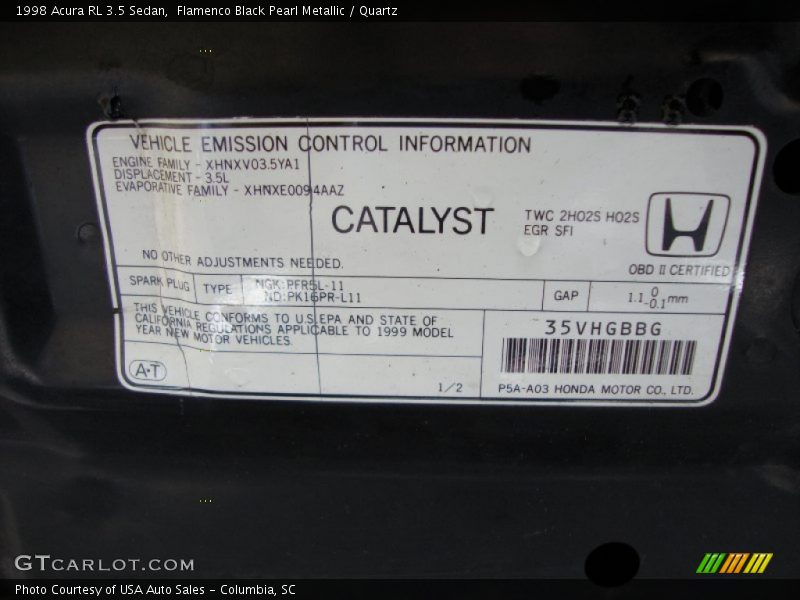 1998 Acura RL 3.5 Sedan,  Flamenco Black Pearl Metallic / Quartz
VEHICLE EMISSION CONTROL INFORMATION
ENGINE FAMILY - XHNXV03.5YA1
DISPLACEMENT - 3.5L
EVAPORATIVE FAMILY - XHNXE0094AAZ
CATALYST
TWC 2HO2S HO2S
EGR SFI
NO OTHER ADJUSTMENTS NEEDED.
OBD II CERTIFIED
SPARK PLUG TYPE NGK:PFR5L-11
ND:PK16PR-L11
GAP 1.1 0 -0.1 mm
THIS VEHICLE CONFORMS TO U.S.EPA AND STATE OF
CALIFORNIA REGULATIONS APPLICABLE TO 1999 MODEL
YEAR NEW MOTOR VEHICLES.
35VHGBBG
A·T
1/2
P5A-A03 HONDA MOTOR CO., LTD.
GTCARLOT.COM
Photo Courtesy of USA Auto Sales - Columbia, SC